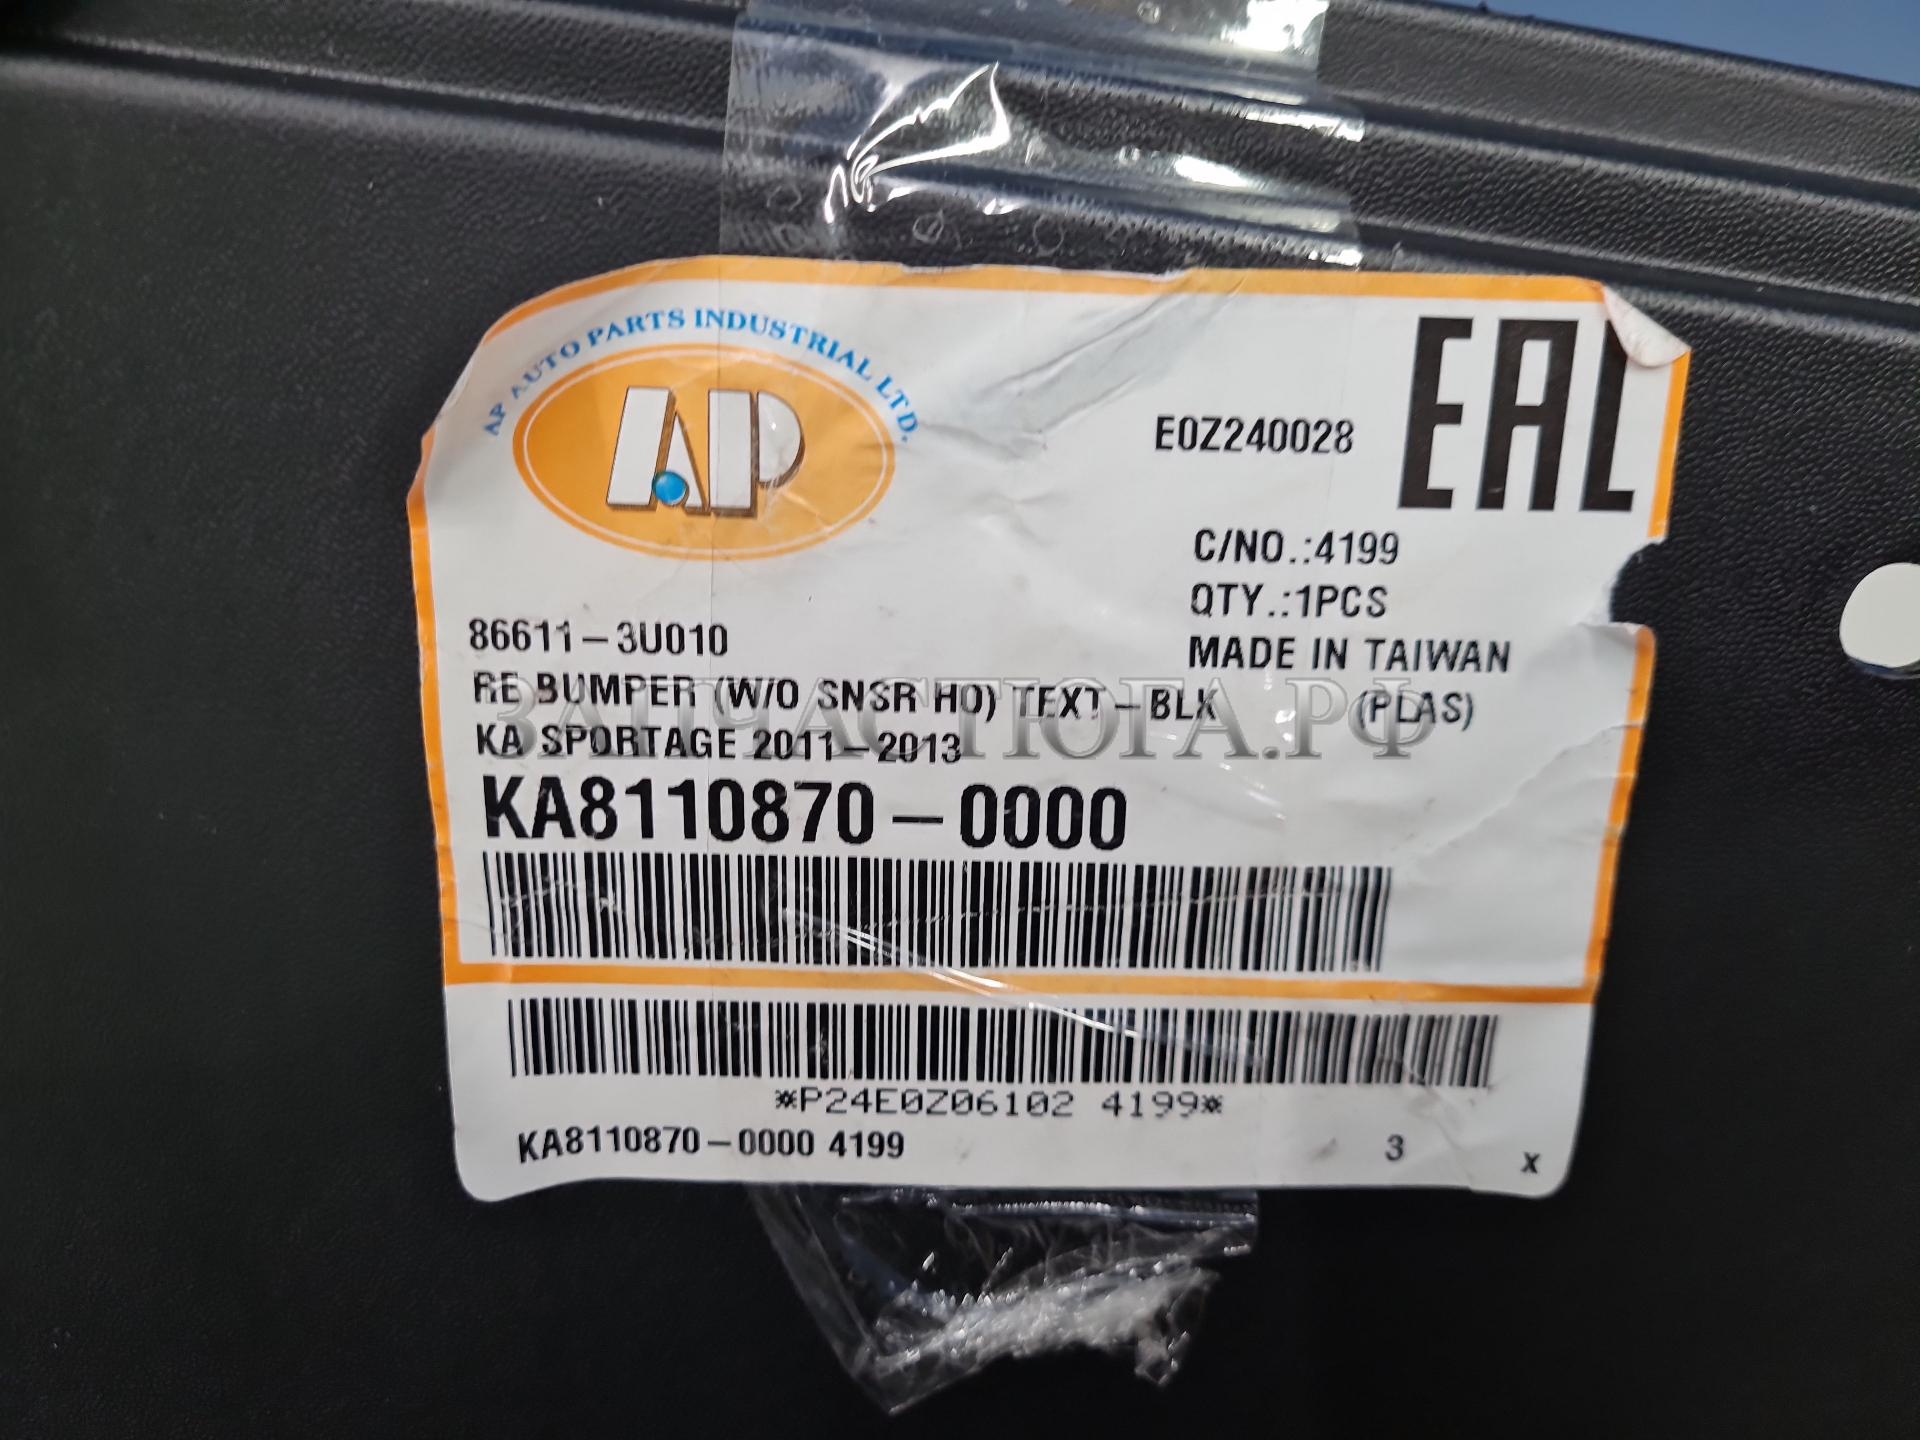 AP AUTO PARTS INDUSTRIAL LTD.
AP
EAC
E0Z240028
C/NO.:4199
QTY.:1PCS
MADE IN TAIWAN
86611-3U010
RE BUMPER (W/O SNSR HO) TEXT-BLK (PLAS)
ЗАПЧАСТЮГА.РФ
KA SPORTAGE 2011-2013
KA8110870-0000
*P24E0Z06102 4199*
KA8110870-0000 4199 3 x